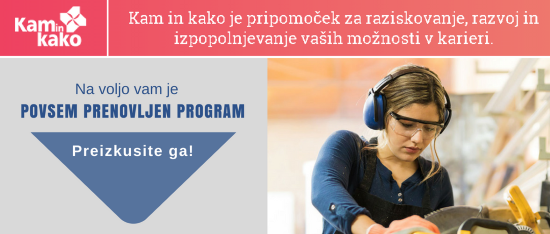 Kam in
kako
Kam in kako je pripomoček za raziskovanje, razvoj in
izpopolnjevanje vaših možnosti v karieri.
Na voljo vam je
POVSEM PRENOVLJEN PROGRAM
Preizkusite ga!